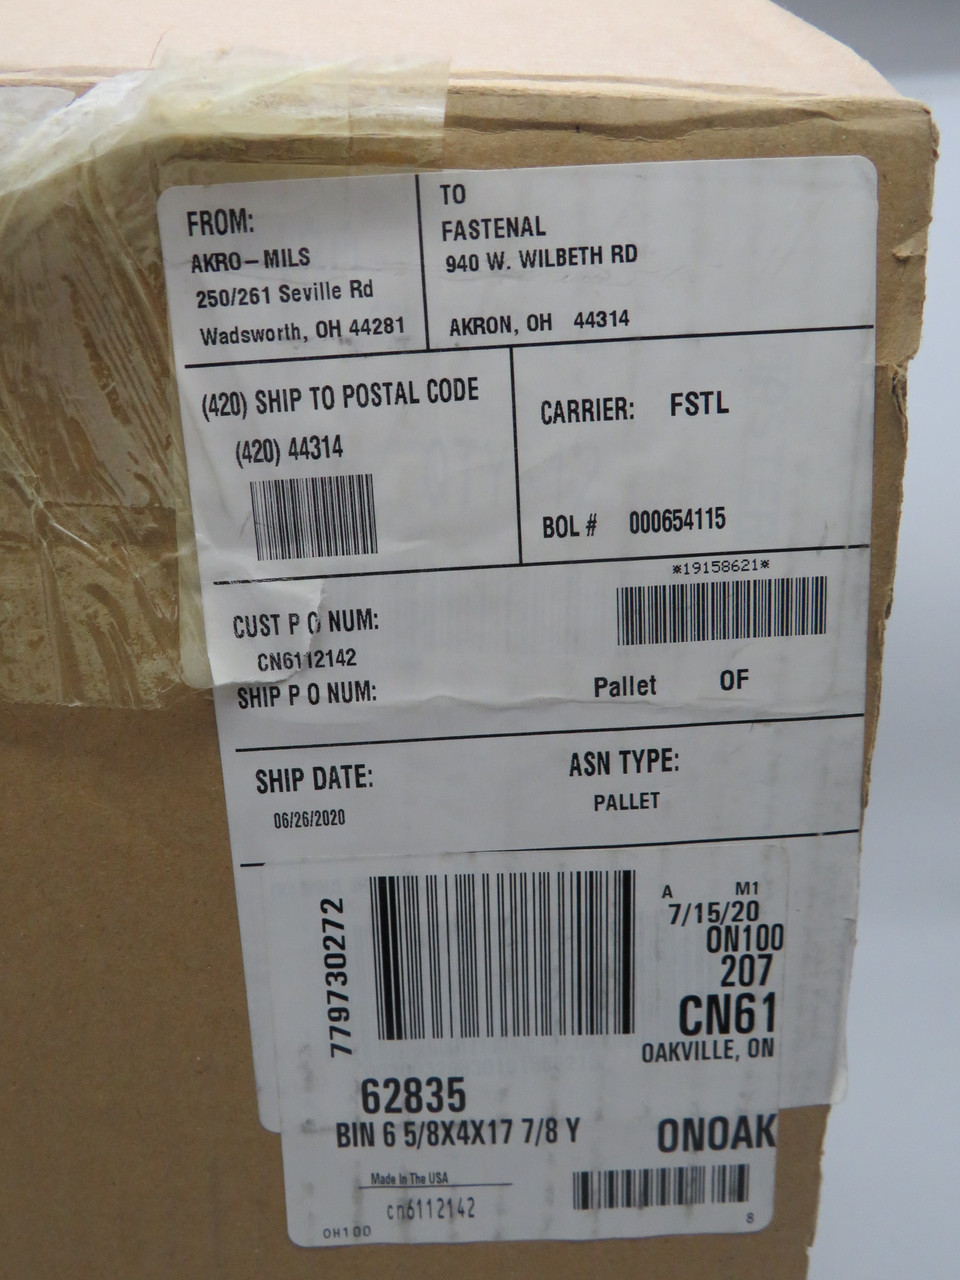 FROM:
AKRO-MILS
250/261 Seville Rd
Wadsworth, OH 44281
TO
FASTENAL
940 W. WILBETH RD
AKRON, OH 44314
(420) SHIP TO POSTAL CODE
(420) 44314
CARRIER: FSTL
BOL # 000654115
*19158621*
CUST P O NUM:
CN6112142
SHIP P O NUM:
Pallet OF
SHIP DATE:
06/26/2020
ASN TYPE:
PALLET
779730272
A M1
7/15/20
ON100
207
CN61
OAKVILLE, ON
62835
BIN 6 5/8X4X17 7/8 Y
ONOAK
Made In The USA
cn6112142
OH100
S